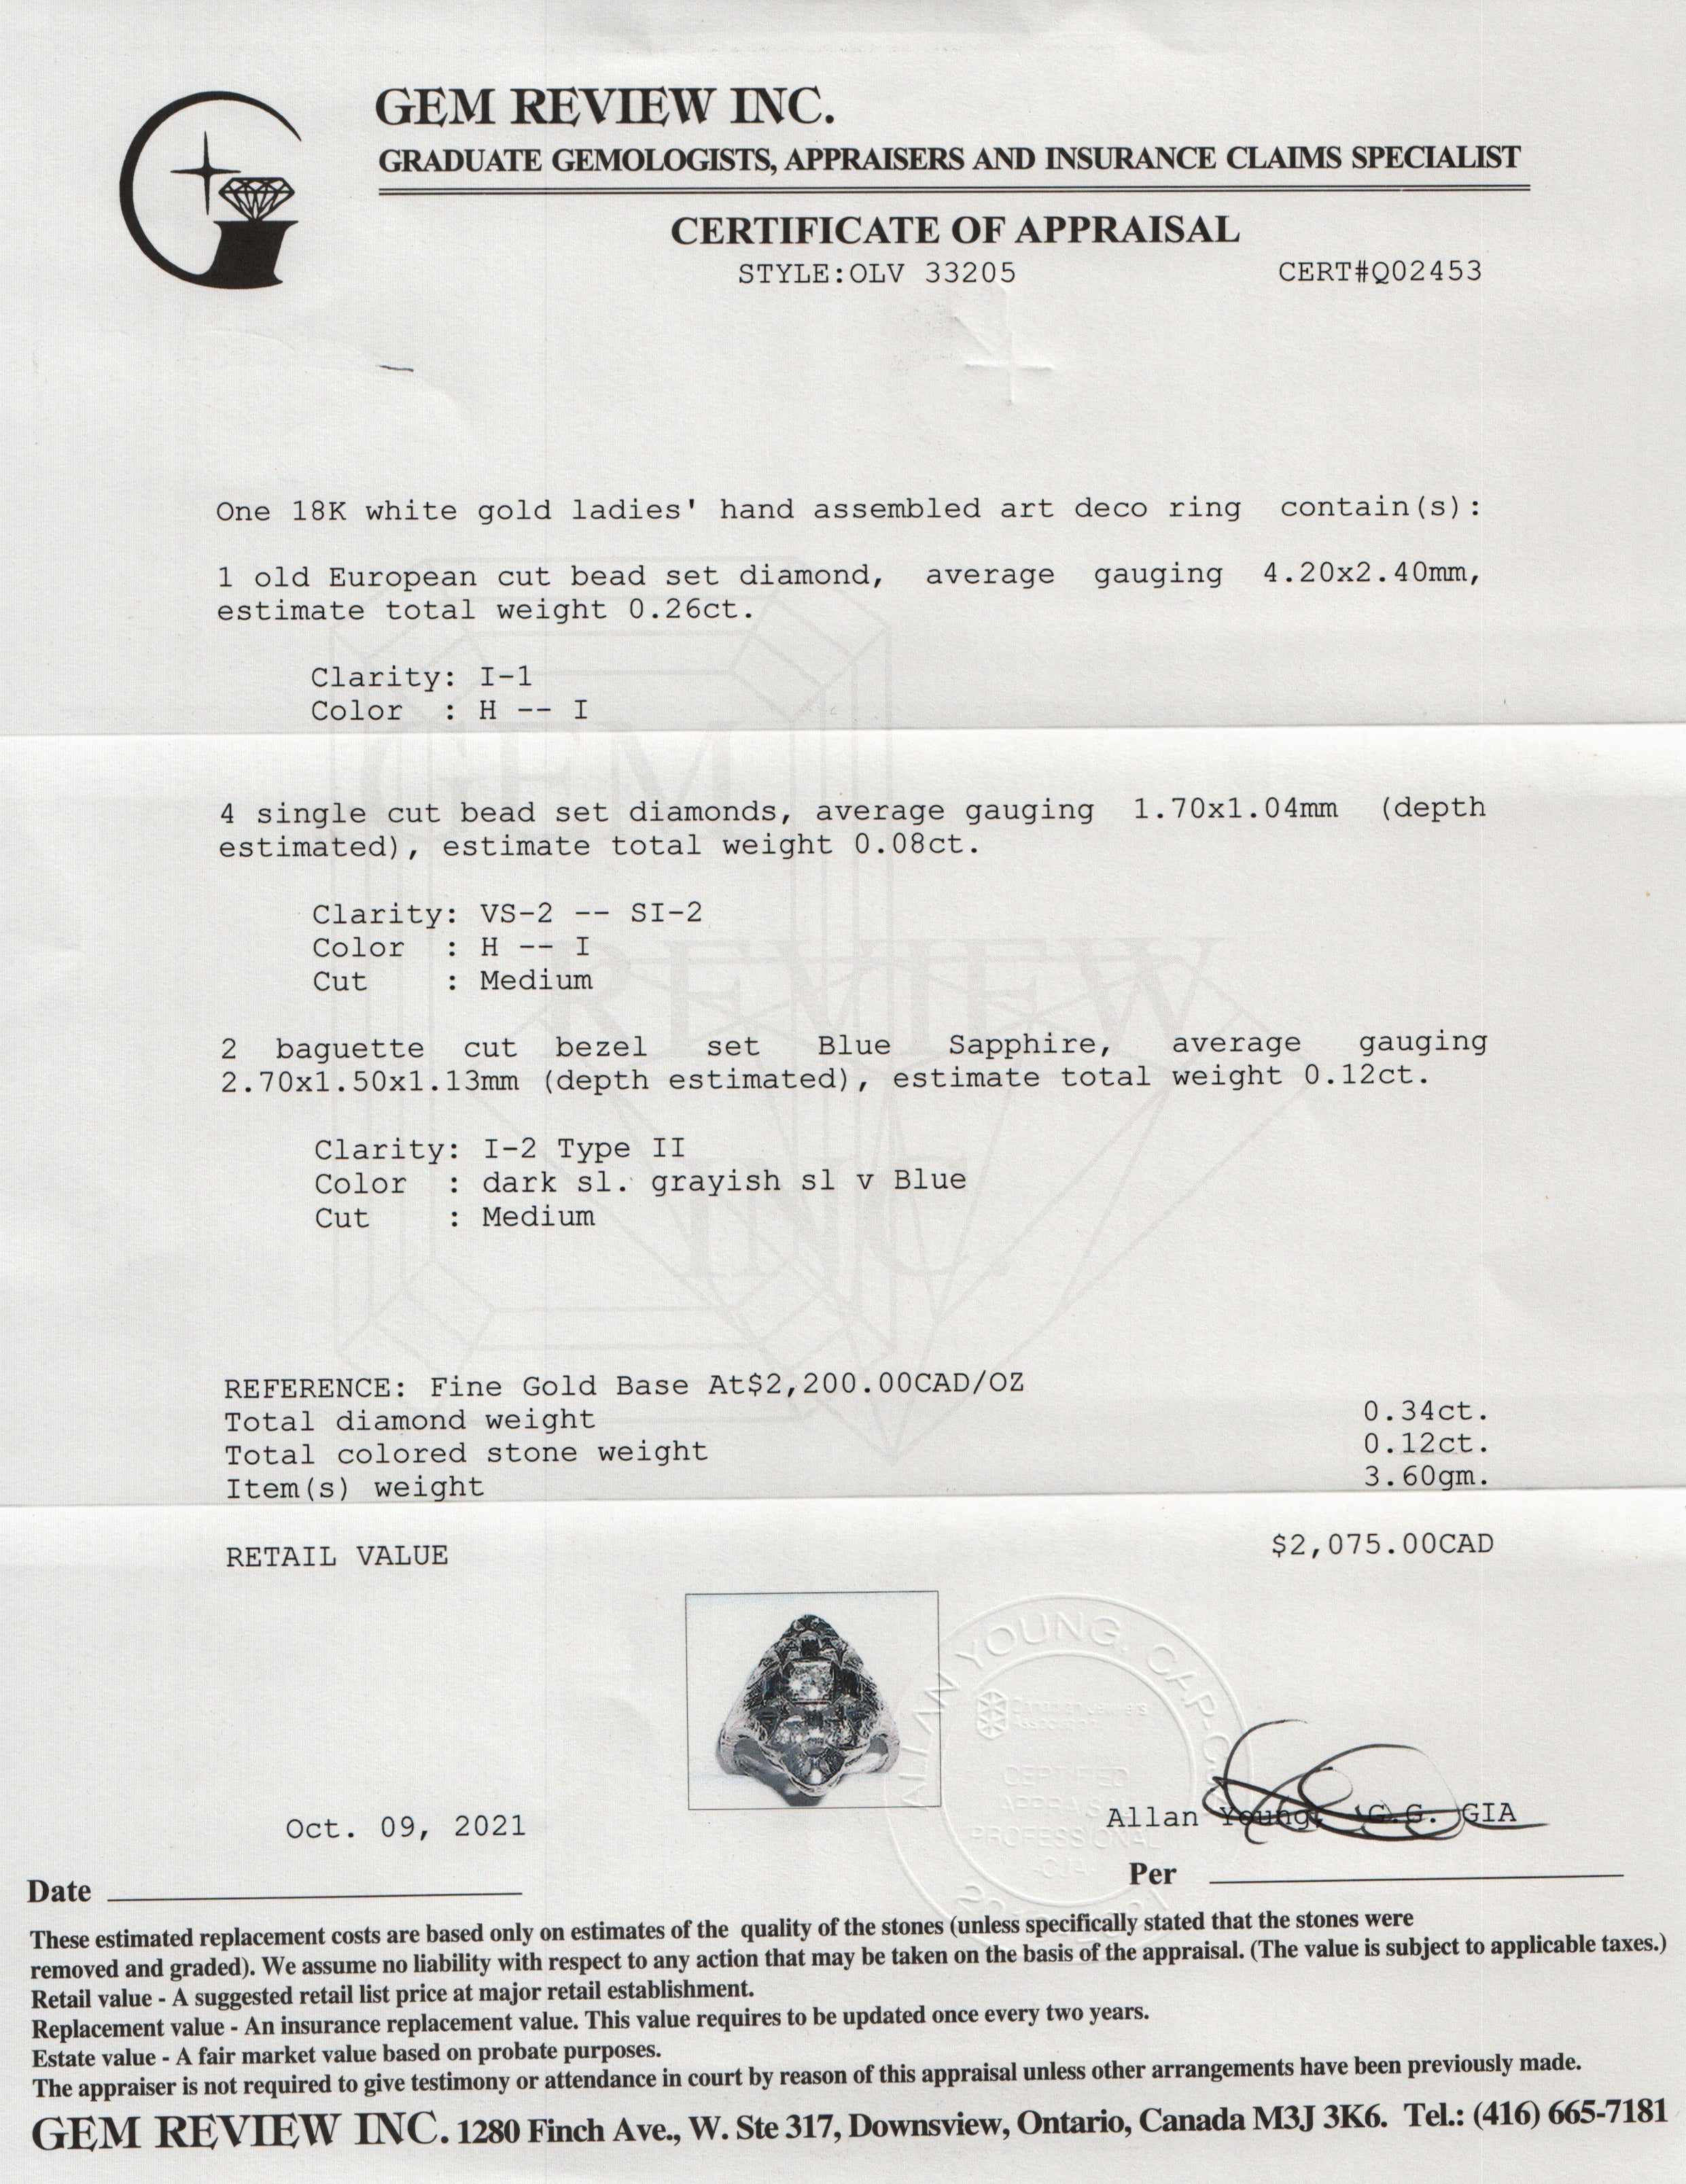 GEM REVIEW INC.
GRADUATE GEMOLOGISTS, APPRAISERS AND INSURANCE CLAIMS SPECIALIST
CERTIFICATE OF APPRAISAL
STYLE:OLV 33205 CERT#Q02453
One 18K white gold ladies' hand assembled art deco ring contain(s):
1 old European cut bead set diamond, average gauging 4.20x2.40mm,
estimate total weight 0.26ct.
Clarity: I-1
Color : H -- I
4 single cut bead set diamonds, average gauging 1.70x1.04mm (depth
estimated), estimate total weight 0.08ct.
Clarity: VS-2 -- SI-2
Color : H -- I
Cut : Medium
2 baguette cut bezel set Blue Sapphire, average gauging
2.70x1.50x1.13mm (depth estimated), estimate total weight 0.12ct.
Clarity: I-2 Type II
Color : dark sl. grayish sl v Blue
Cut : Medium
GEM
REVIEW
INC.
REFERENCE: Fine Gold Base At$2,200.00CAD/OZ
Total diamond weight 0.34ct.
Total colored stone weight 0.12ct.
Item(s) weight 3.60gm.
RETAIL VALUE $2,075.00CAD
ALLAN YOUNG, CAP-C
CERTIFIED
APPRAISAL
PROFESSIONAL
CJA
Oct. 09, 2021
Allan Young, G.G. GIA
Date
Per
These estimated replacement costs are based only on estimates of the quality of the stones (unless specifically stated that the stones were
removed and graded). We assume no liability with respect to any action that may be taken on the basis of the appraisal. (The value is subject to applicable taxes.)
Retail value - A suggested retail list price at major retail establishment.
Replacement value - An insurance replacement value. This value requires to be updated once every two years.
Estate value - A fair market value based on probate purposes.
The appraiser is not required to give testimony or attendance in court by reason of this appraisal unless other arrangements have been previously made.
GEM REVIEW INC. 1280 Finch Ave., W. Ste 317, Downsview, Ontario, Canada M3J 3K6. Tel.: (416) 665-7181